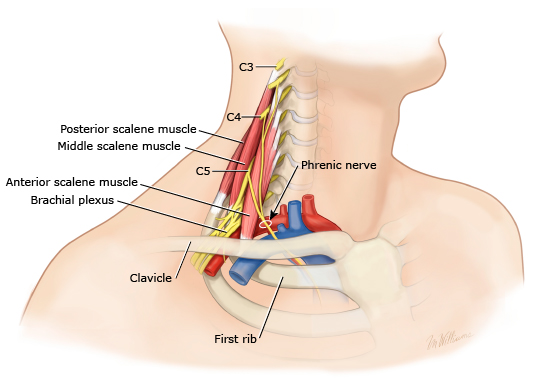 C3
C4
Posterior scalene muscle
Middle scalene muscle
C5
Phrenic nerve
Anterior scalene muscle
Brachial plexus
Clavicle
First rib